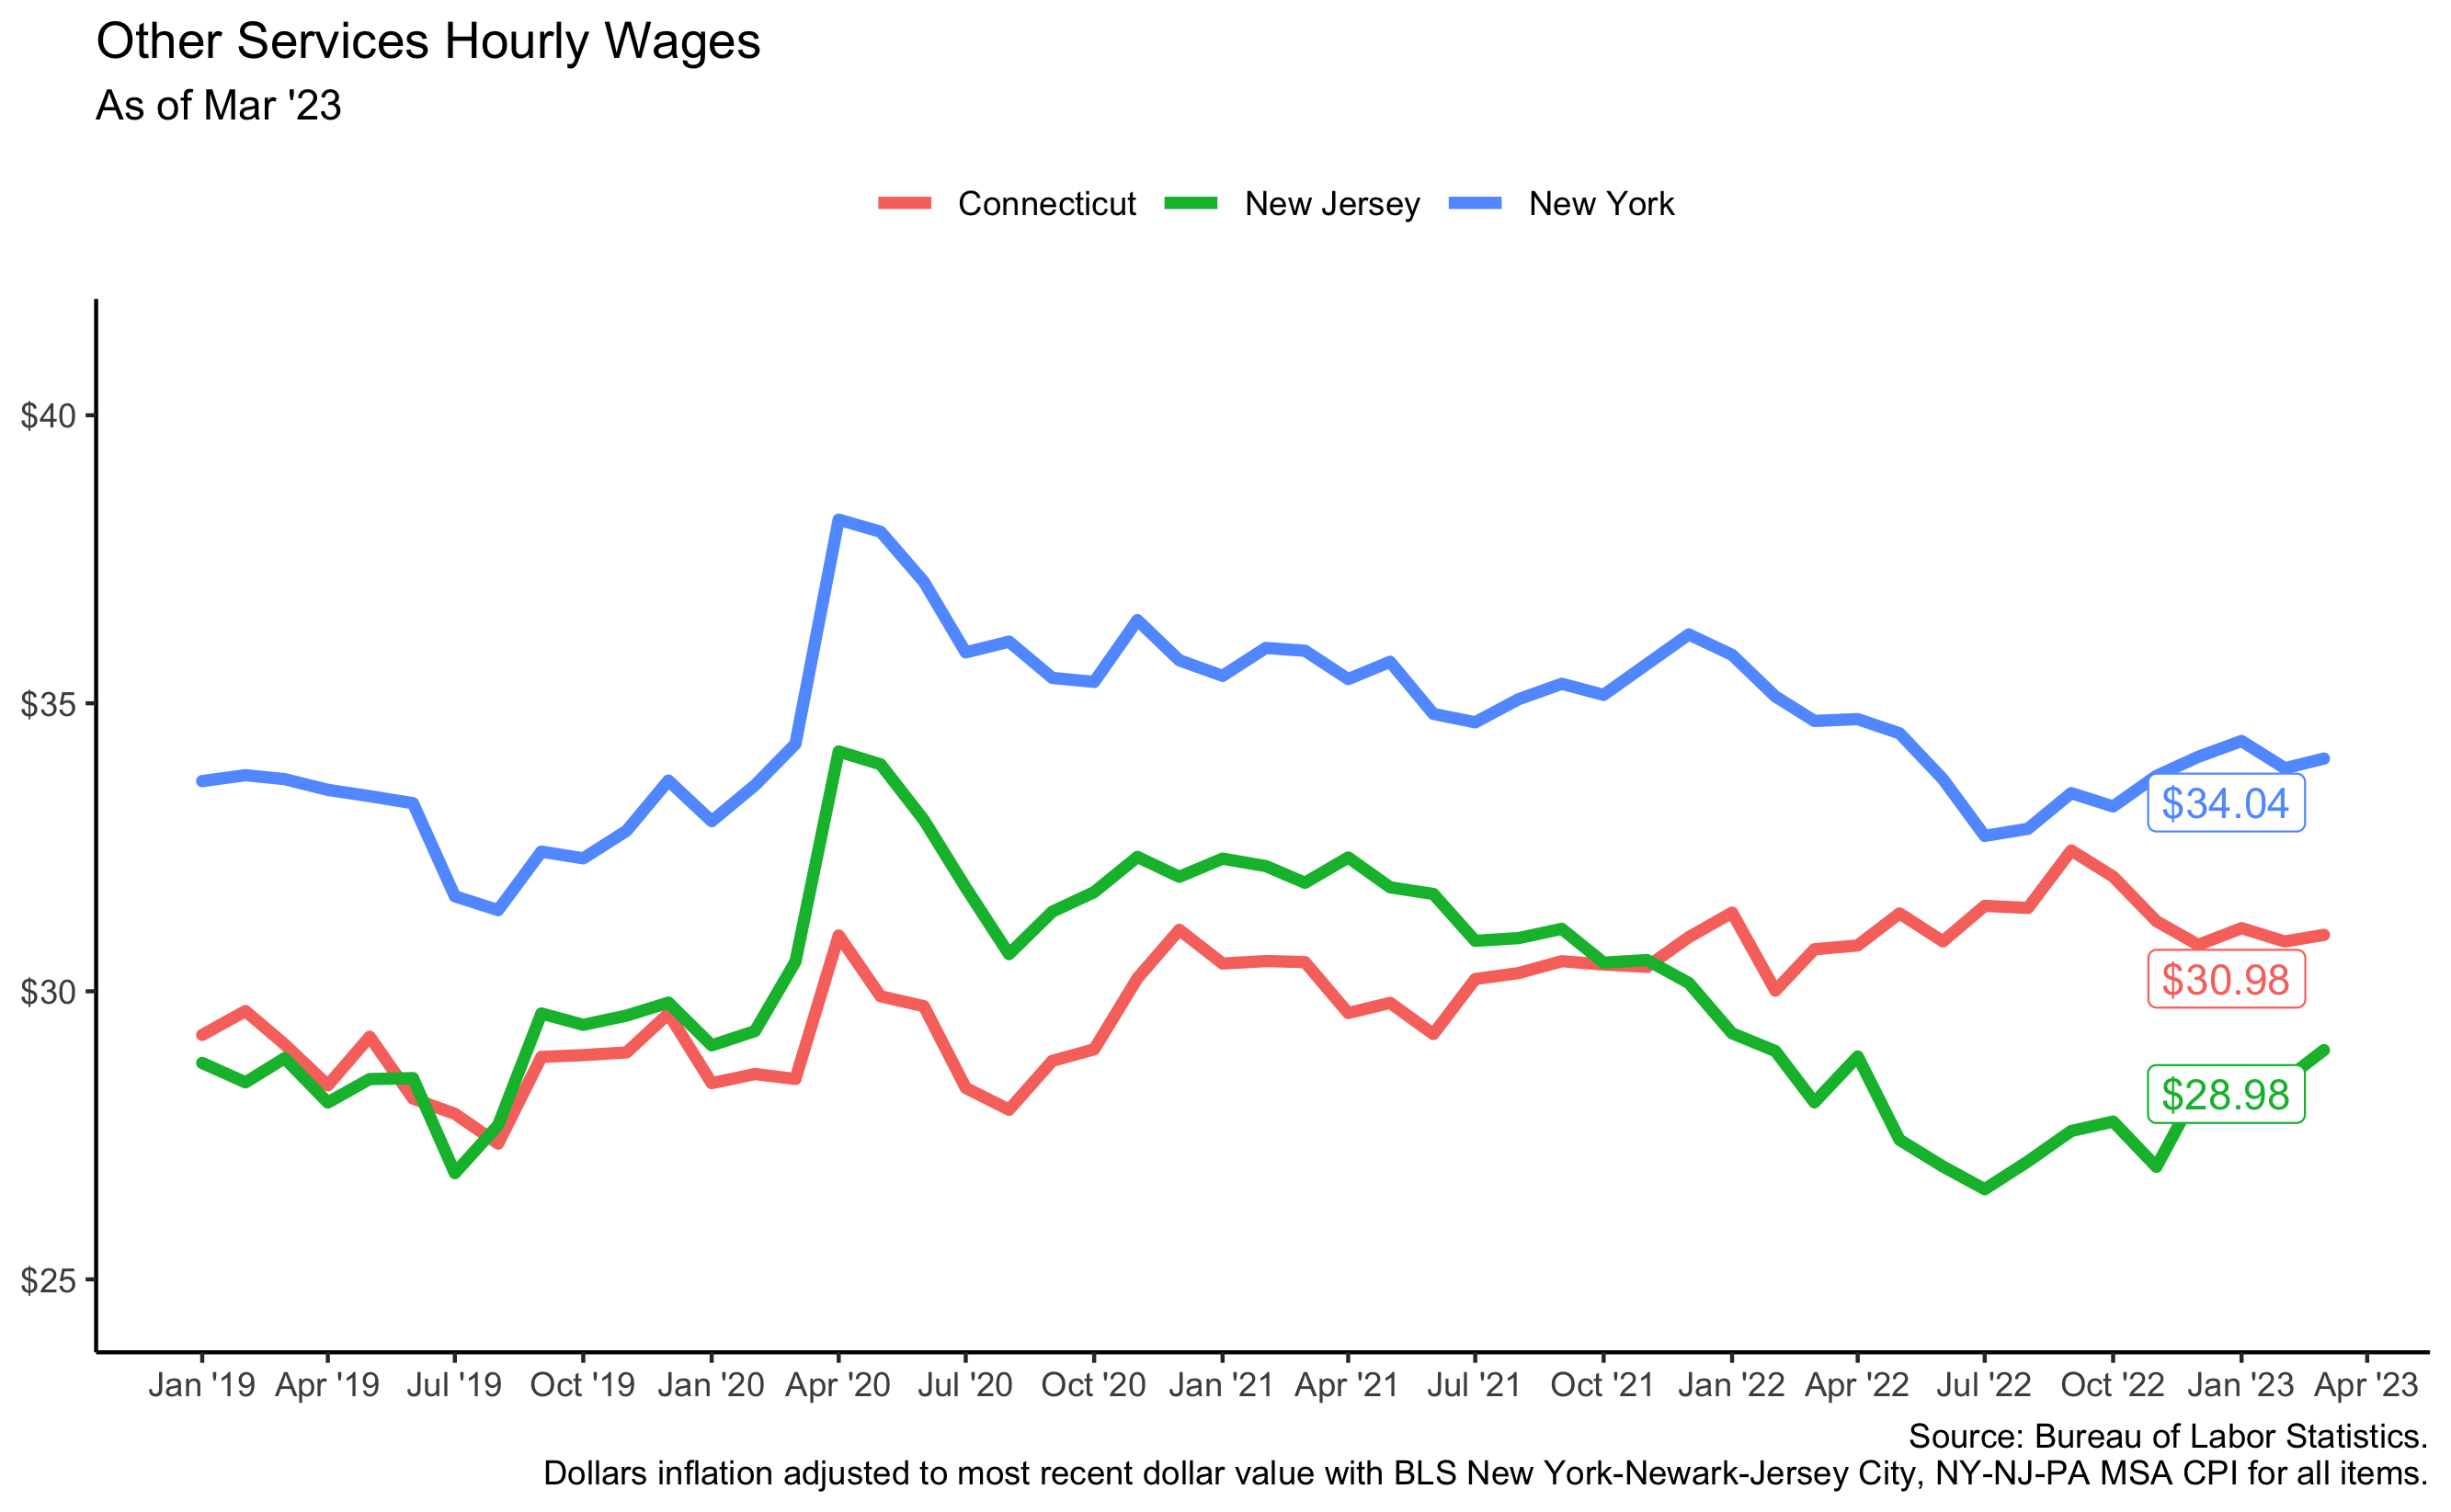 Other Services Hourly Wages
As of Mar '23
Connecticut New Jersey New York
$40
$35
$30
$25
$34.04
$30.98
$28.98
Jan '19 Apr '19 Jul '19 Oct '19 Jan '20 Apr '20 Jul '20 Oct '20 Jan '21 Apr '21 Jul '21 Oct '21 Jan '22 Apr '22 Jul '22 Oct '22 Jan '23 Apr '23
Source: Bureau of Labor Statistics.
Dollars inflation adjusted to most recent dollar value with BLS New York-Newark-Jersey City, NY-NJ-PA MSA CPI for all items.